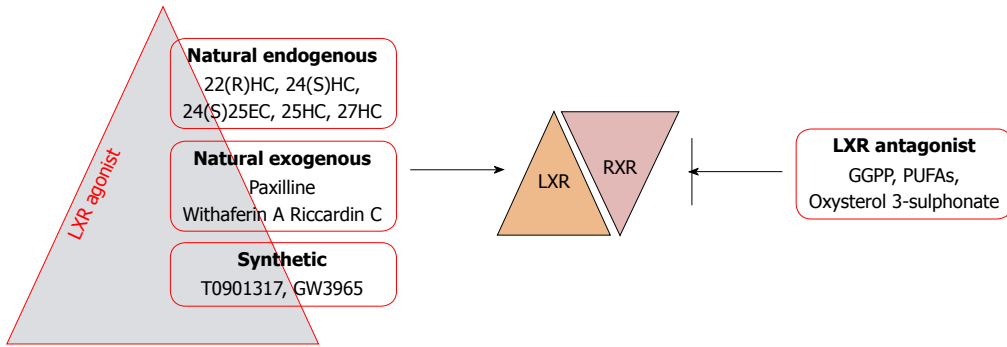 LXR agonist
Natural endogenous
22(R)HC, 24(S)HC,
24(S)25EC, 25HC, 27HC
Natural exogenous
Paxilline
Withaferin A Riccardin C
Synthetic
T0901317, GW3965
LXR
RXR
LXR antagonist
GGPP, PUFAs,
Oxysterol 3-sulphonate